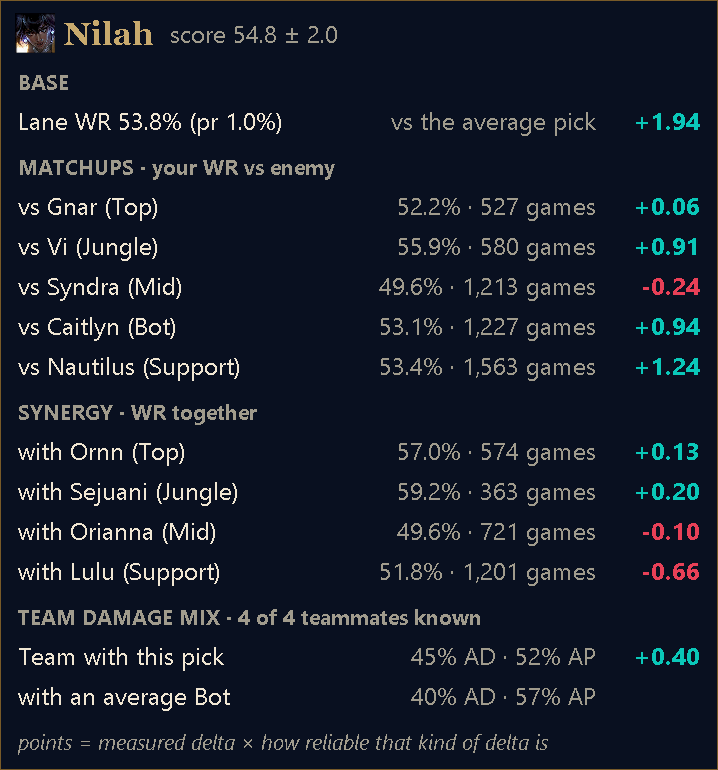 Nilah score 54.8 ± 2.0
BASE
Lane WR 53.8% (pr 1.0%) vs the average pick +1.94
MATCHUPS · your WR vs enemy
vs Gnar (Top) 52.2% · 527 games +0.06
vs Vi (Jungle) 55.9% · 580 games +0.91
vs Syndra (Mid) 49.6% · 1,213 games -0.24
vs Caitlyn (Bot) 53.1% · 1,227 games +0.94
vs Nautilus (Support) 53.4% · 1,563 games +1.24
SYNERGY · WR together
with Ornn (Top) 57.0% · 574 games +0.13
with Sejuani (Jungle) 59.2% · 363 games +0.20
with Orianna (Mid) 49.6% · 721 games -0.10
with Lulu (Support) 51.8% · 1,201 games -0.66
TEAM DAMAGE MIX · 4 of 4 teammates known
Team with this pick 45% AD · 52% AP +0.40
with an average Bot 40% AD · 57% AP
points = measured delta × how reliable that kind of delta is